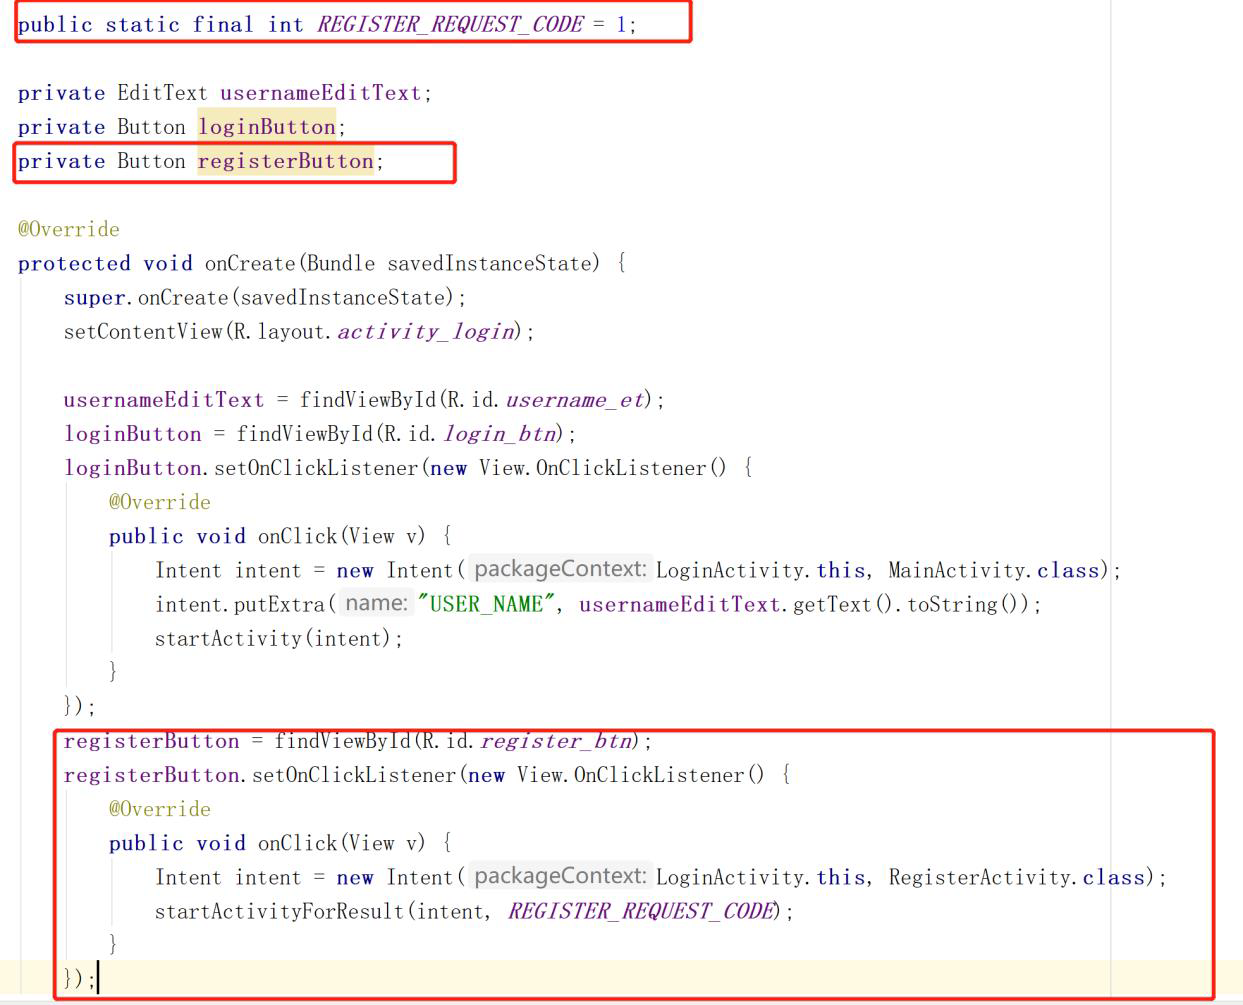 public static final int REGISTER_REQUEST_CODE = 1;
private EditText usernameEditText;
private Button loginButton;
private Button registerButton;
@Override
protected void onCreate(Bundle savedInstanceState) {
super.onCreate(savedInstanceState);
setContentView(R.layout.activity_login);
usernameEditText = findViewById(R.id.username_et);
loginButton = findViewById(R.id.login_btn);
loginButton.setOnClickListener(new View.OnClickListener() {
@Override
public void onClick(View v) {
Intent intent = new Intent( packageContext: LoginActivity.this, MainActivity.class);
intent.putExtra( name: "USER_NAME", usernameEditText.getText().toString());
startActivity(intent);
}
});
registerButton = findViewById(R.id.register_btn);
registerButton.setOnClickListener(new View.OnClickListener() {
@Override
public void onClick(View v) {
Intent intent = new Intent( packageContext: LoginActivity.this, RegisterActivity.class);
startActivityForResult(intent, REGISTER_REQUEST_CODE);
}
});